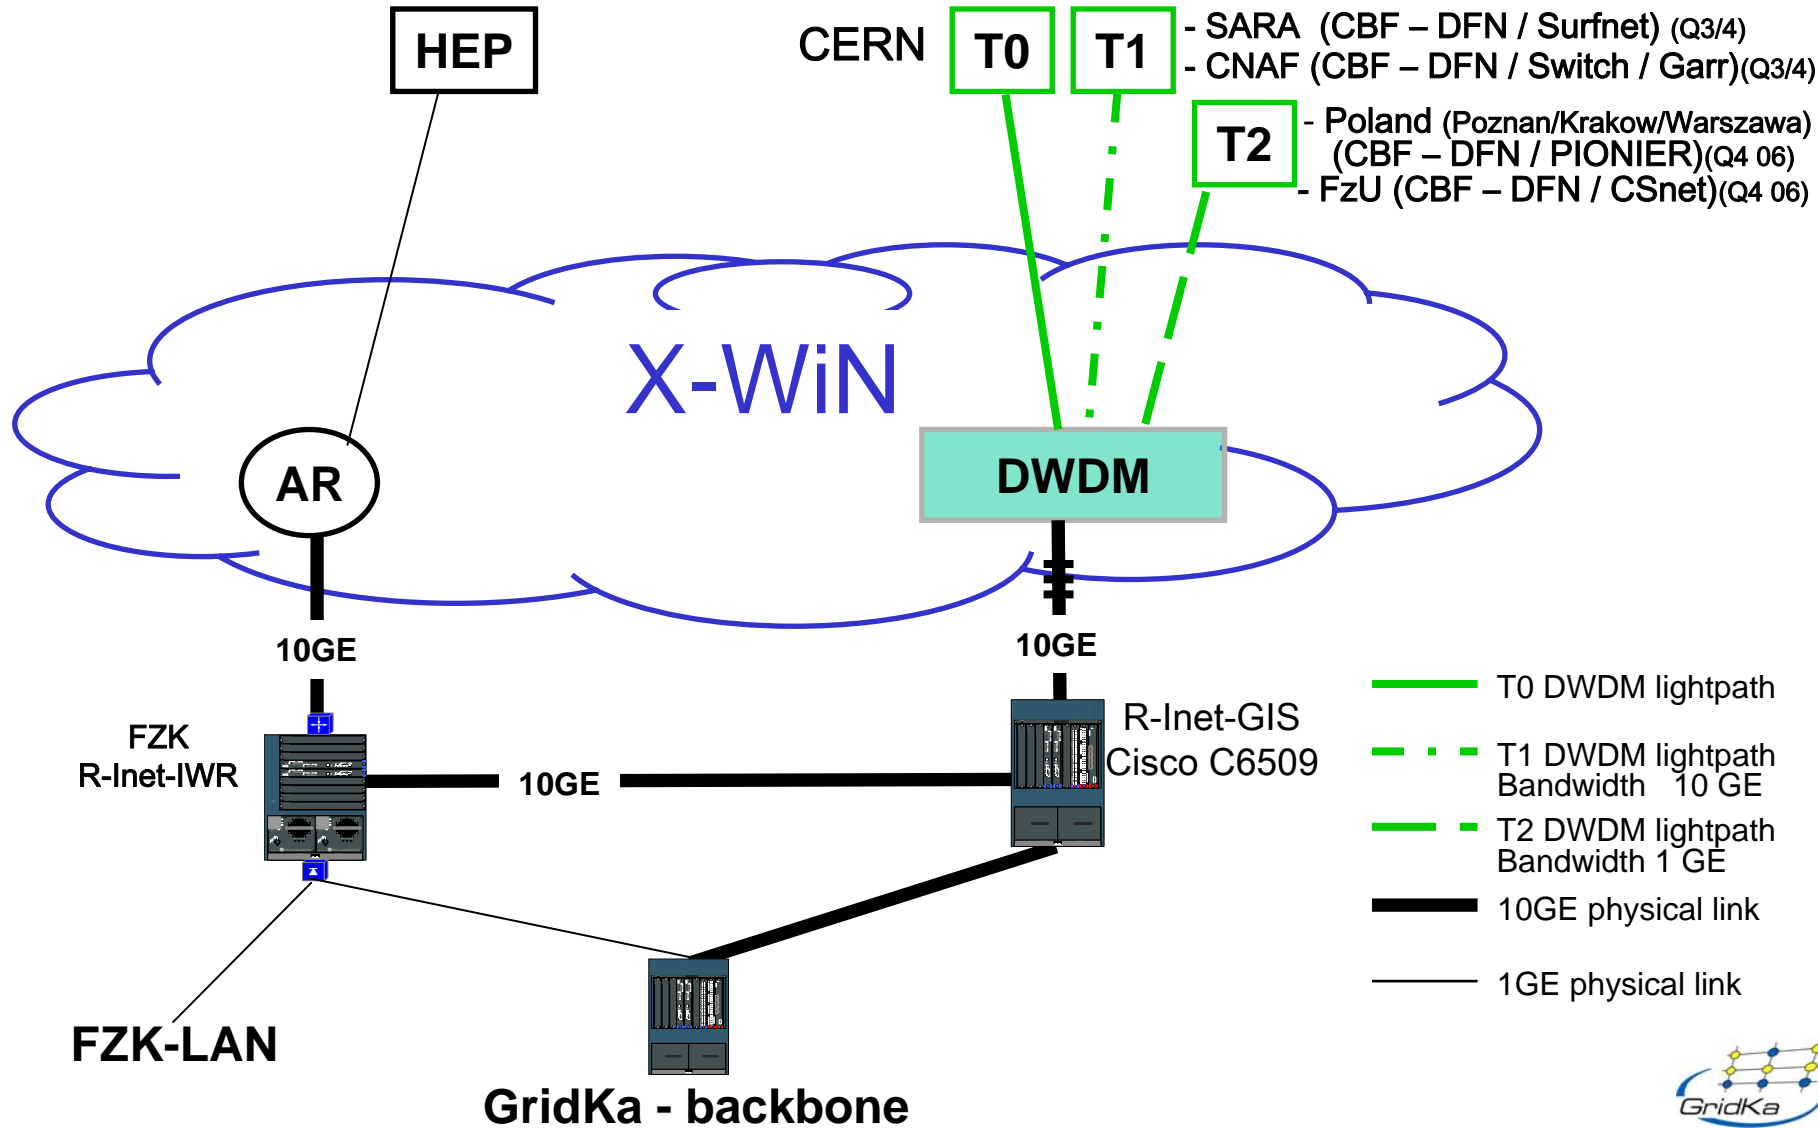 HEP
CERN
T0
T1
- SARA (CBF – DFN / Surfnet) (Q3/4)
- CNAF (CBF – DFN / Switch / Garr)(Q3/4)
T2
- Poland (Poznan/Krakow/Warszawa)
(CBF – DFN / PIONIER)(Q4 06)
- FzU (CBF – DFN / CSnet)(Q4 06)
X-WiN
AR
DWDM
10GE
10GE
FZK
R-Inet-IWR
10GE
R-Inet-GIS
Cisco C6509
T0 DWDM lightpath
T1 DWDM lightpath
Bandwidth 10 GE
T2 DWDM lightpath
Bandwidth 1 GE
10GE physical link
1GE physical link
FZK-LAN
GridKa - backbone
GridKa